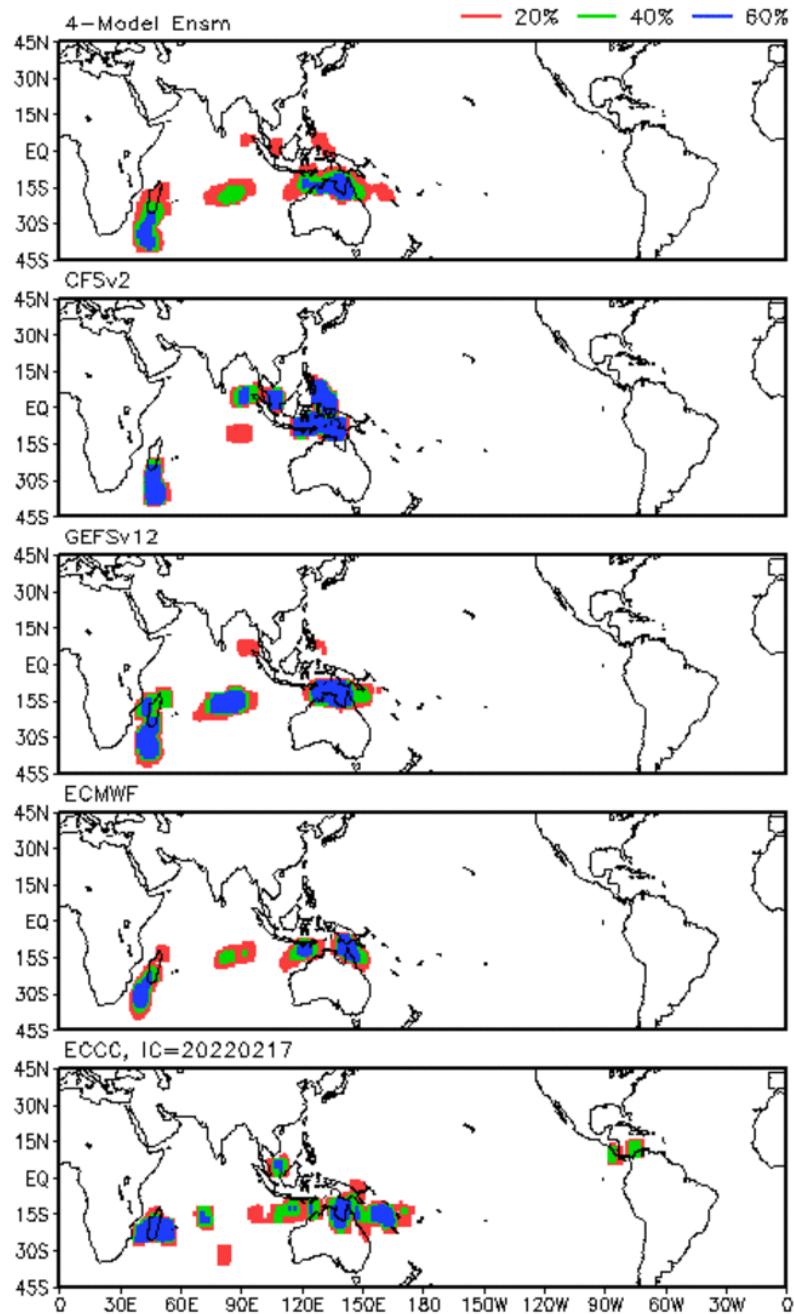 4-Model Ensm 20% 40% 60%
45N
30N
15N
EQ
15S
30S
45S
CFSv2
45N
30N
15N
EQ
15S
30S
45S
GEFSv12
45N
30N
15N
EQ
15S
30S
45S
ECMWF
45N
30N
15N
EQ
15S
30S
45S
ECCC, IC=20220217
45N
30N
15N
EQ
15S
30S
45S
0 30E 60E 90E 120E 150E 180 150W 120W 90W 60W 30W 0